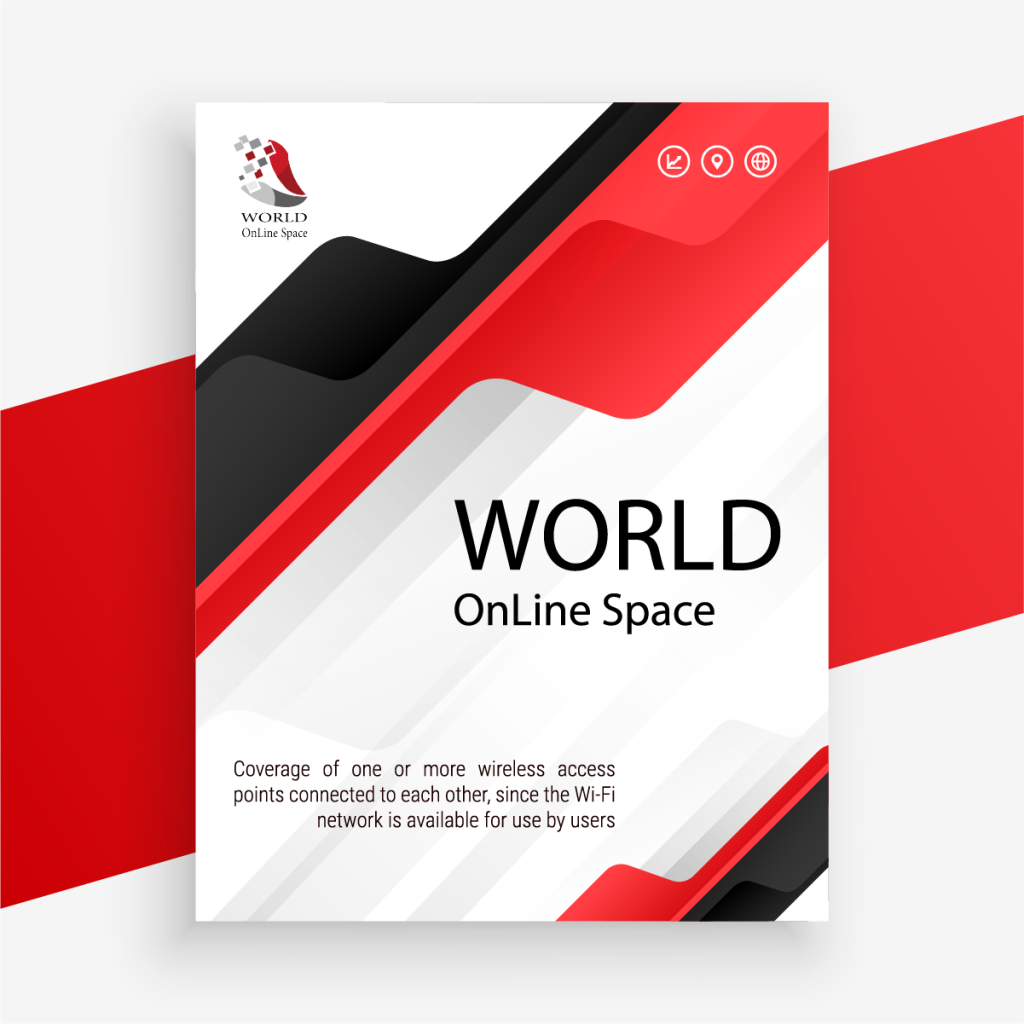 WORLD
OnLine Space
WORLD
OnLine Space
Coverage of one or more wireless access
points connected to each other, since the Wi-Fi
network is available for use by users